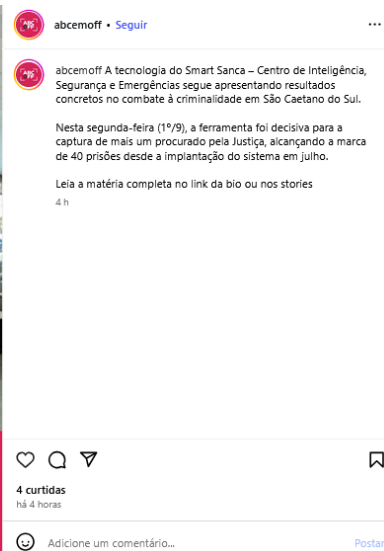 abcemoff • Seguir
abcemoff A tecnologia do Smart Sanca – Centro de Inteligência,
Segurança e Emergências segue apresentando resultados
concretos no combate à criminalidade em São Caetano do Sul.
Nesta segunda-feira (1º/9), a ferramenta foi decisiva para a
captura de mais um procurado pela Justiça, alcançando a marca
de 40 prisões desde a implantação do sistema em julho.
Leia a matéria completa no link da bio ou nos stories
4 h
4 curtidas
há 4 horas
Adicione um comentário...
Postar